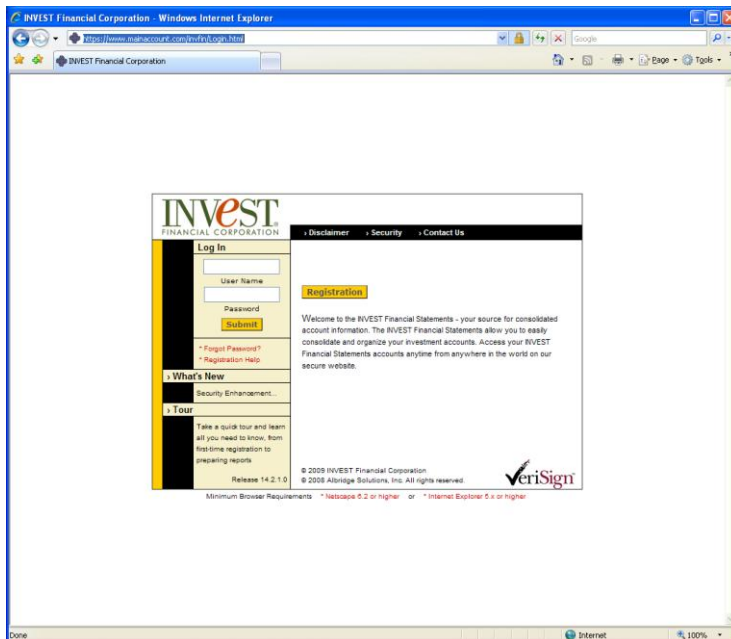 INVEST Financial Corporation - Windows Internet Explorer
https://www.mainaccount.com/invfin/Login.html
Google
INVEST Financial Corporation
Page
Tools
INVEST
FINANCIAL CORPORATION
› Disclaimer › Security › Contact Us
Log In
User Name
Password
Submit
* Forgot Password?
* Registration Help
› What's New
Security Enhancement...
› Tour
Take a quick tour and learn
all you need to know, from
first-time registration to
preparing reports
Release 14.2.1.0
Registration
Welcome to the INVEST Financial Statements - your source for consolidated
account information. The INVEST Financial Statements allow you to easily
consolidate and organize your investment accounts. Access your INVEST
Financial Statements accounts anytime from anywhere in the world on our
secure website.
© 2009 INVEST Financial Corporation
© 2008 Albridge Solutions, Inc. All rights reserved.
VeriSign
Minimum Browser Requirements * Netscape 6.2 or higher or * Internet Explorer 5.x or higher
Done
Internet
100%